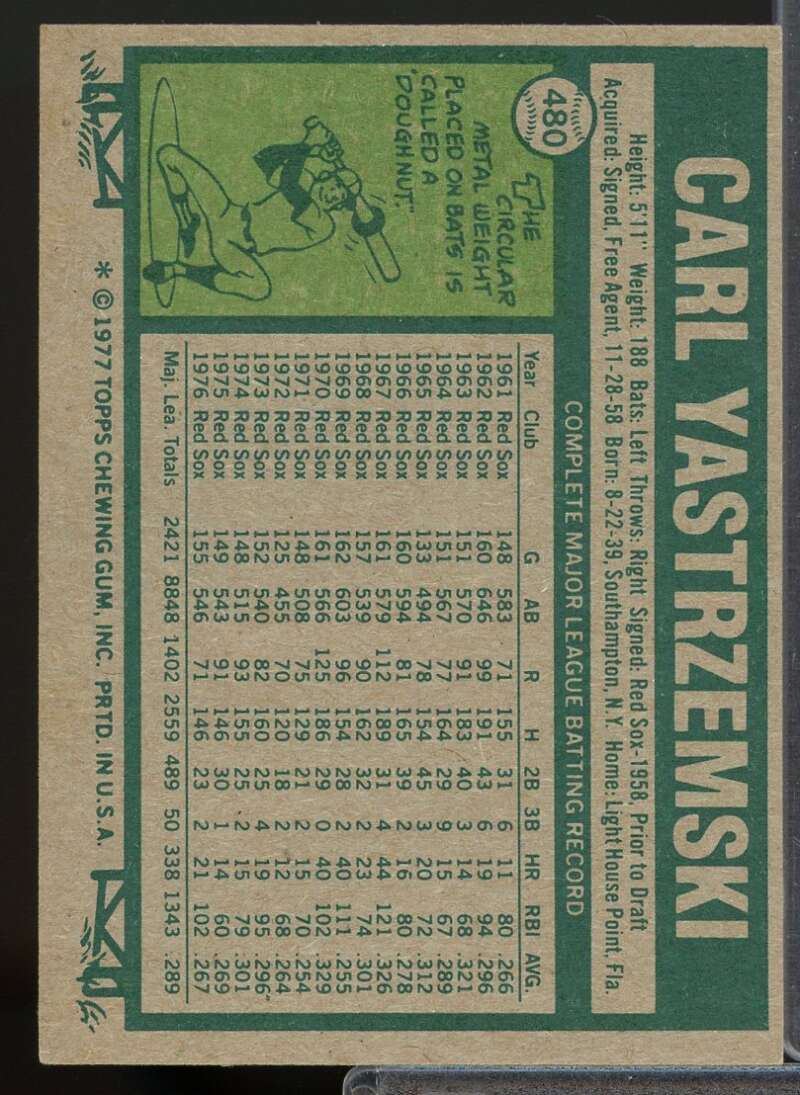 CARL YASTRZEMSKI
480
Height: 5'11" Weight: 188 Bats: Left Throws: Right Signed: Red Sox-1958, Prior to Draft
Acquired: Signed, Free Agent, 11-28-58 Born: 8-22-39, Southampton, N.Y. Home: Light House Point, Fla.
THE
CIRCULAR
METAL WEIGHT
PLACED ON BATS IS
CALLED A
"DOUGHNUT."
COMPLETE MAJOR LEAGUE BATTING RECORD
Year Club G AB R H 2B 3B HR RBI AVG.
1961 Red Sox 148 583 71 155 31 6 11 80 .266
1962 Red Sox 160 646 99 191 43 6 19 94 .296
1963 Red Sox 151 570 91 183 40 3 14 68 .321
1964 Red Sox 151 567 77 164 29 9 15 67 .289
1965 Red Sox 133 494 78 154 45 3 20 72 .312
1966 Red Sox 160 594 81 165 39 2 16 80 .278
1967 Red Sox 161 579 112 189 31 4 44 121 .326
1968 Red Sox 157 539 90 162 32 2 23 74 .301
1969 Red Sox 162 603 96 154 28 2 40 111 .255
1970 Red Sox 161 566 125 186 29 0 40 102 .329
1971 Red Sox 148 508 75 129 21 2 15 70 .254
1972 Red Sox 125 455 70 120 18 2 12 68 .264
1973 Red Sox 152 540 82 160 25 4 19 95 .296
1974 Red Sox 148 515 93 155 25 2 15 79 .301
1975 Red Sox 149 543 91 146 30 1 14 60 .269
1976 Red Sox 155 546 71 146 23 2 21 102 .267
Maj. Lea. Totals 2421 8848 1402 2559 489 50 338 1343 .289
* © 1977 TOPPS CHEWING GUM, INC. PRTD. IN U.S.A.